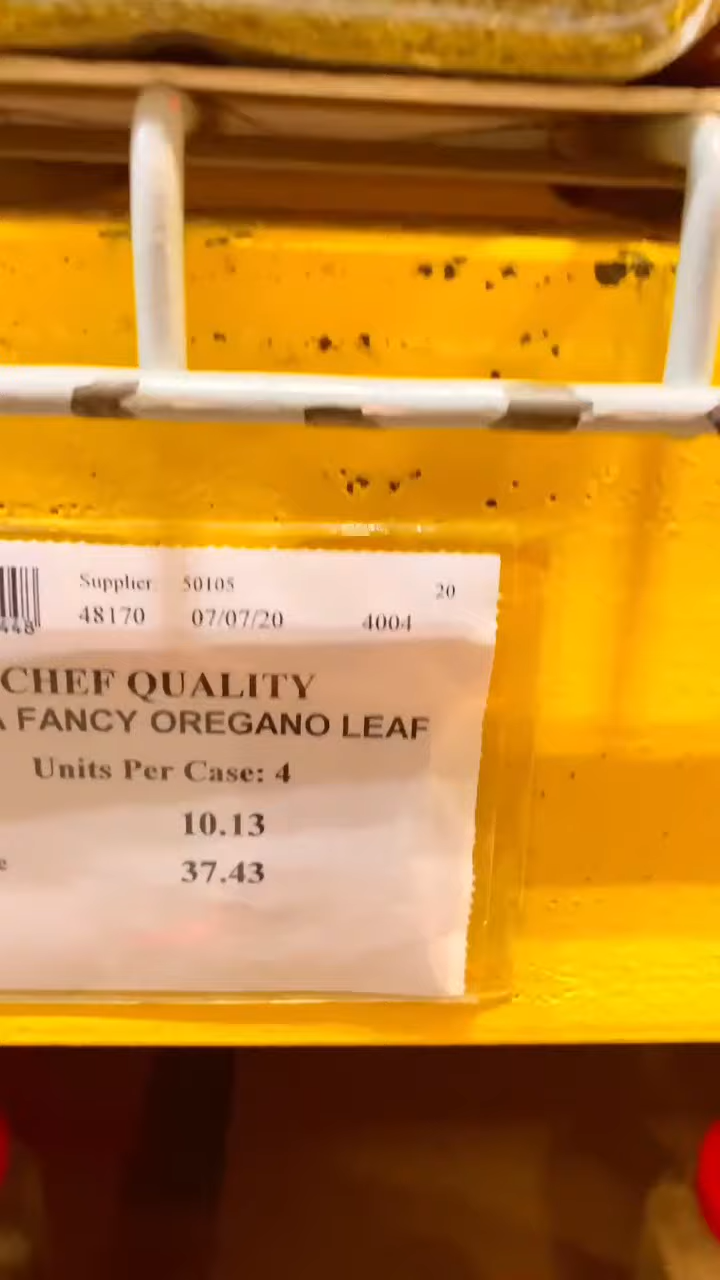 Supplier 50105 20
48170 07/07/20 4004
448
CHEF QUALITY
FANCY OREGANO LEAF
Units Per Case: 4
10.13
37.43